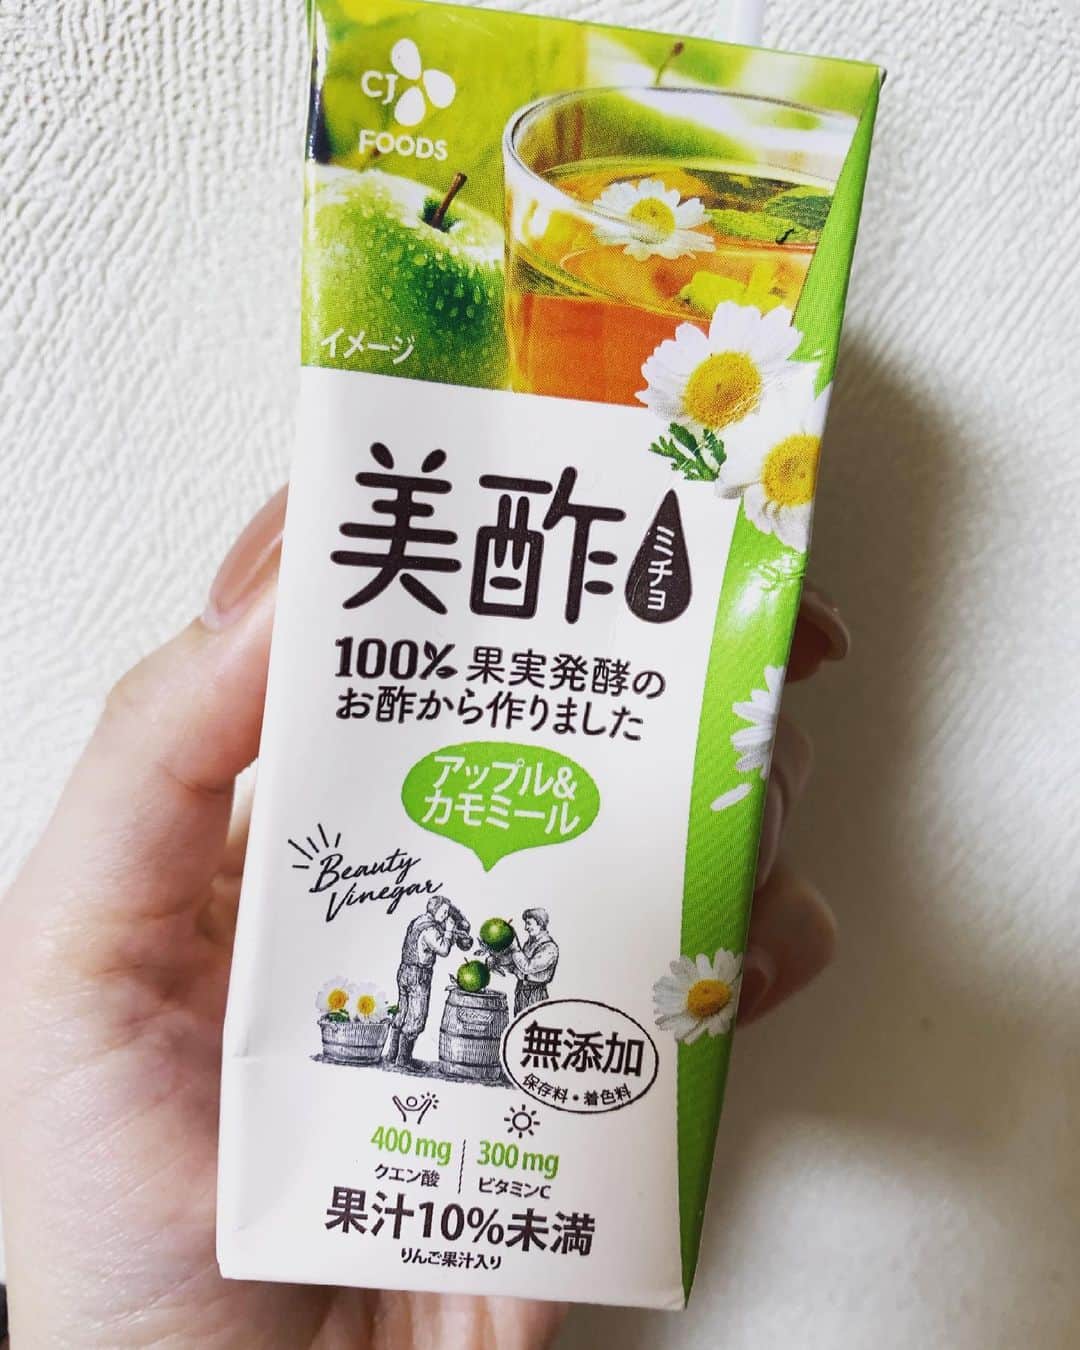 CJ
FOODS
イメージ
美酢
ミチヨ
100% 果実発酵の
お酢から作りました
アップル&
カモミール
Beauty
Vinegar
無添加
保存料・着色料
400mg
クエン酸
300mg
ビタミンC
果汁10%未満
りんご果汁入り